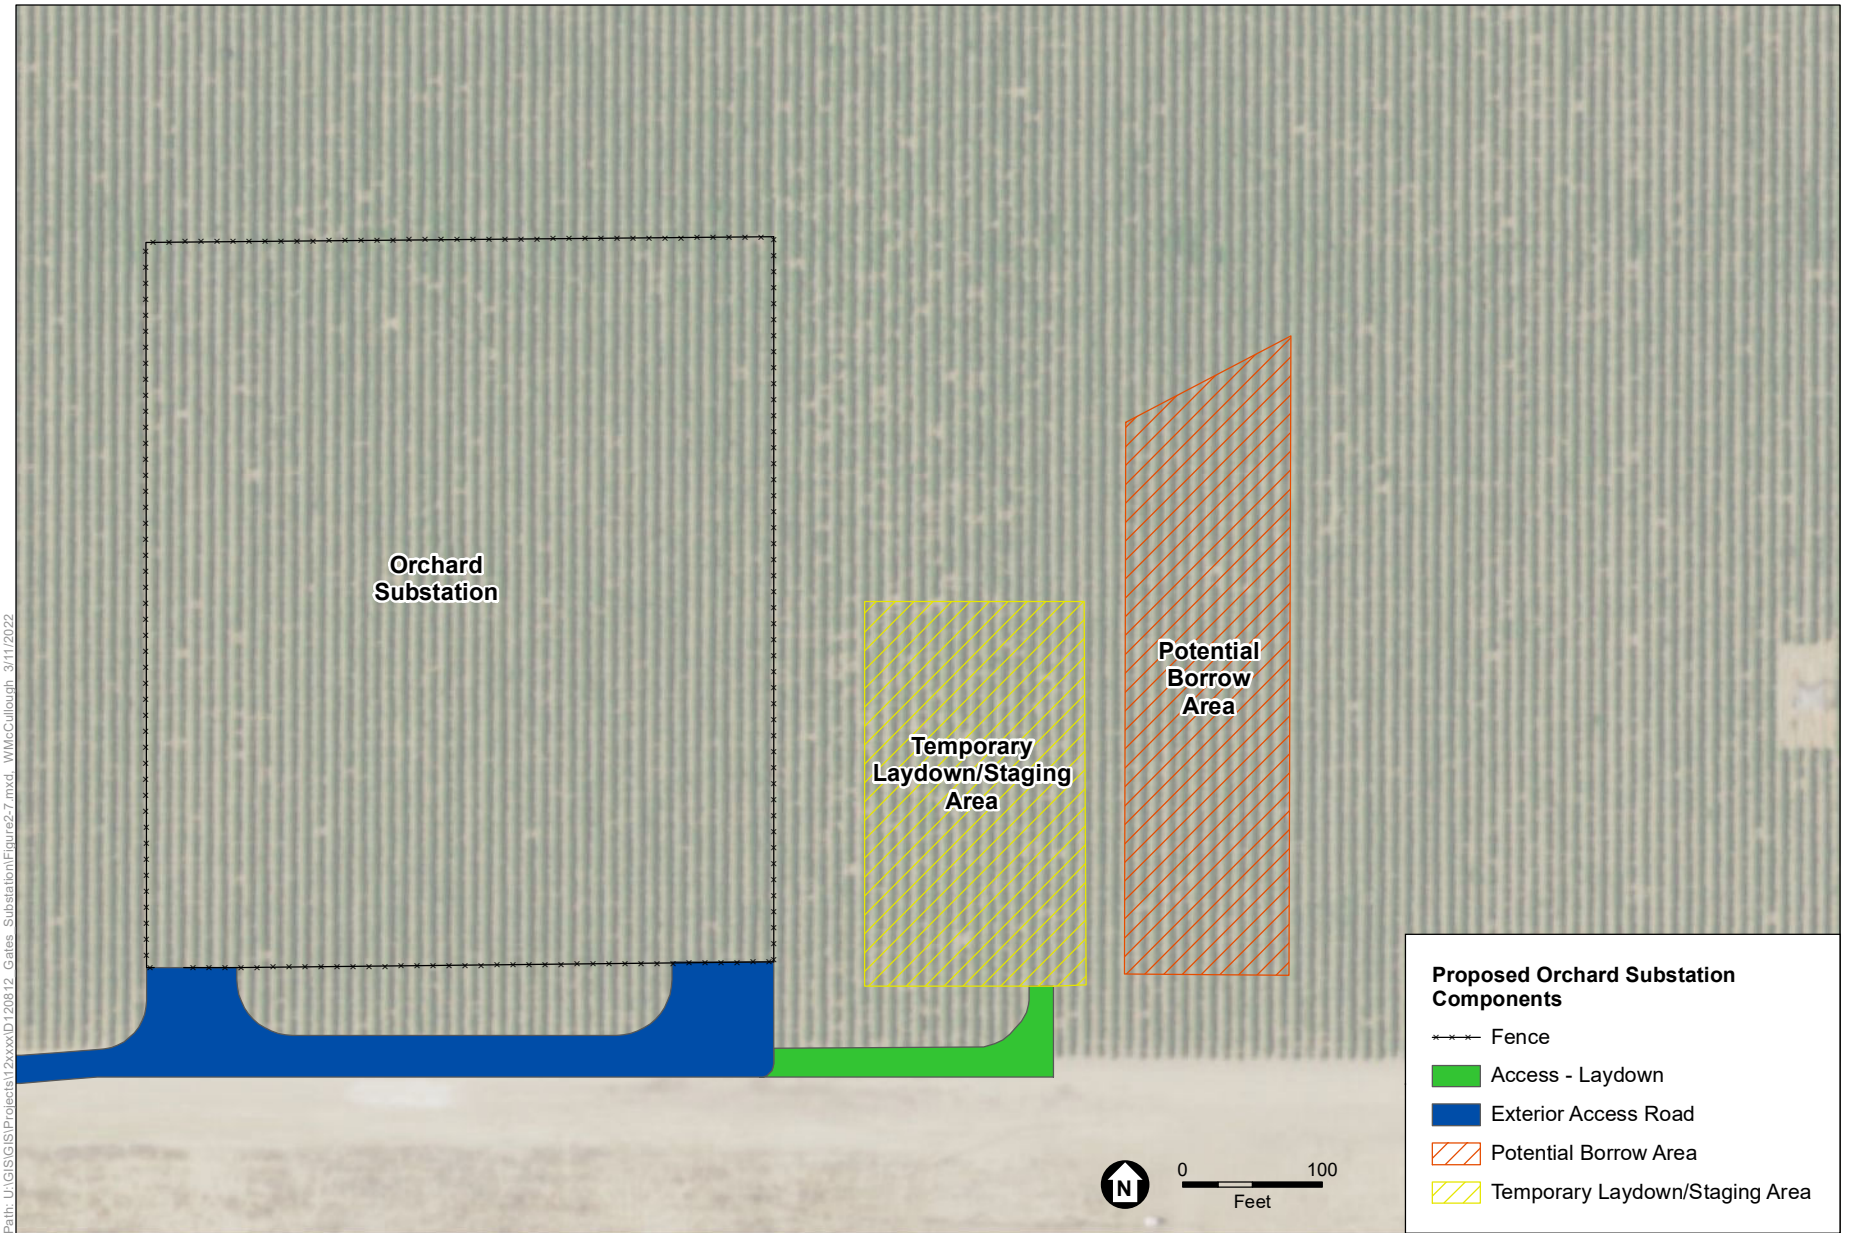 Orchard
Substation
Potential
Borrow
Area
Temporary
Laydown/Staging
Area
Proposed Orchard Substation
Components
Fence
Access - Laydown
Exterior Access Road
Potential Borrow Area
Temporary Laydown/Staging Area
N
0 100
Feet
Path: U:\GIS\GIS\Projects\12xxxx\D120812_Gates_Substation\Figure2-7.mxd, WMcCullough 3/11/2022